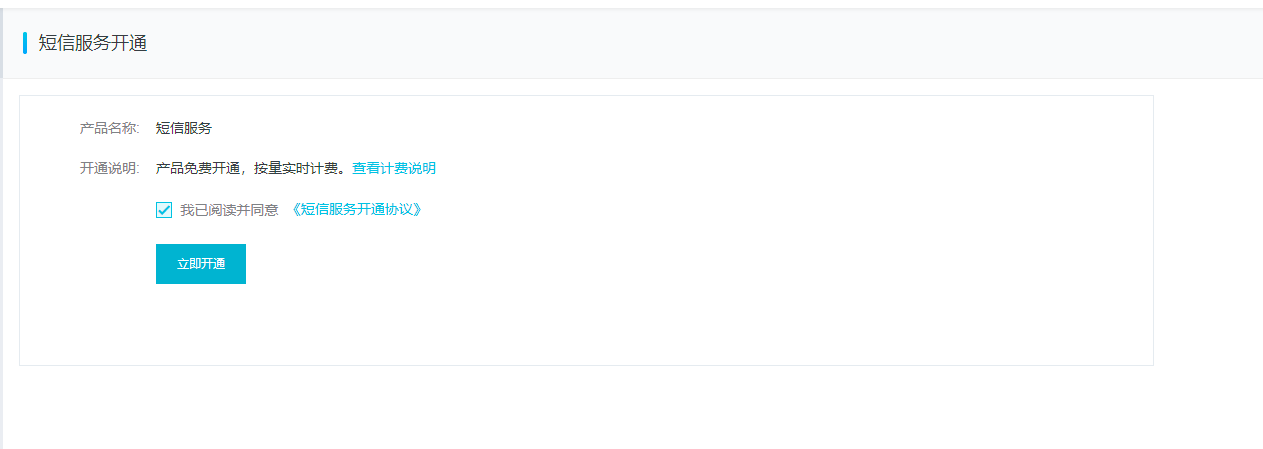 短信服务开通
产品名称: 短信服务
开通说明: 产品免费开通，按量实时计费。查看计费说明
我已阅读并同意 《短信服务开通协议》
立即开通